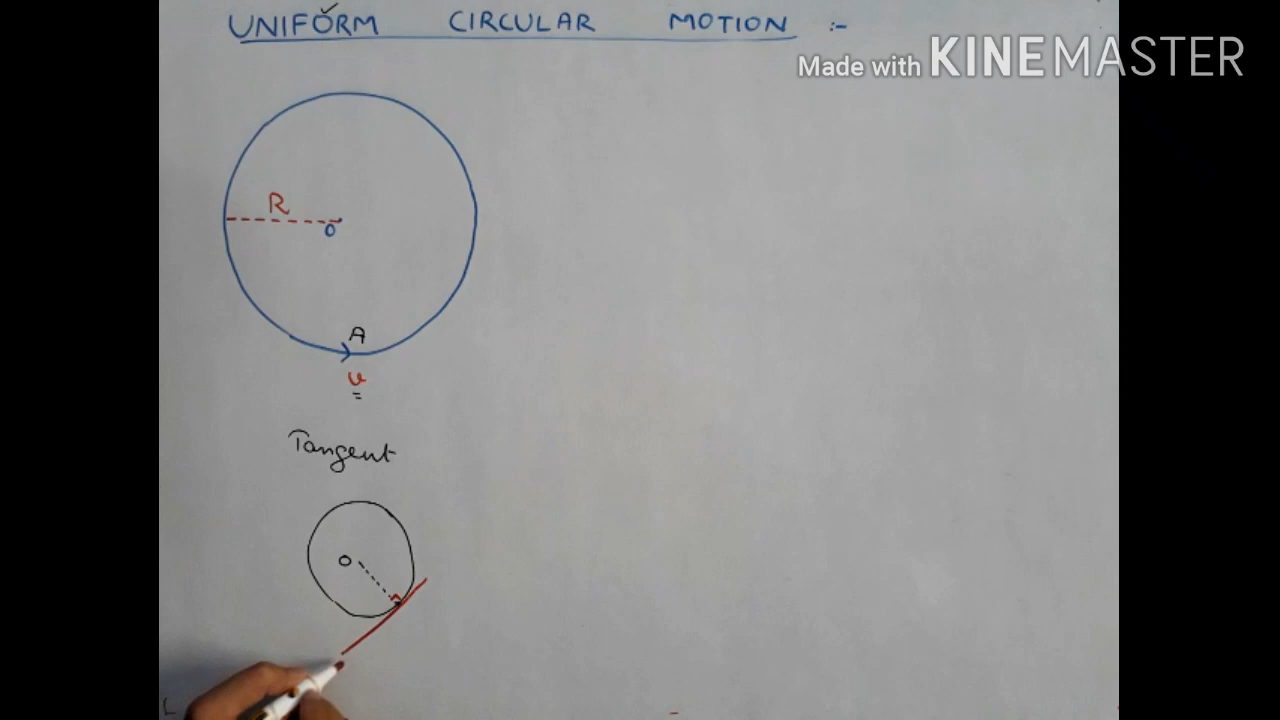 UNIFORM CIRCULAR MOTION :-
Made with KINEMASTER
R
O
A
v
Tangent
O